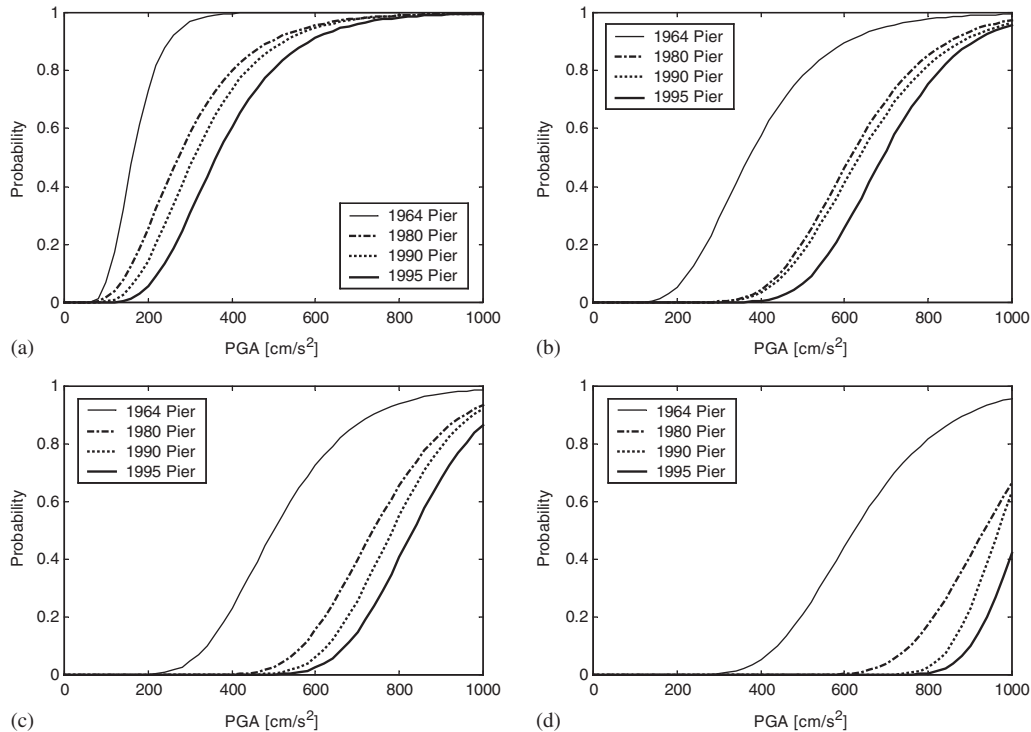 1
0.8
0.6
0.4
0.2
0
Probability
1964 Pier
1980 Pier
1990 Pier
1995 Pier
0 200 400 600 800 1000
PGA [cm/s²]
(a)
1
0.8
0.6
0.4
0.2
0
Probability
1964 Pier
1980 Pier
1990 Pier
1995 Pier
0 200 400 600 800 1000
PGA [cm/s²]
(b)
1
0.8
0.6
0.4
0.2
0
Probability
1964 Pier
1980 Pier
1990 Pier
1995 Pier
0 200 400 600 800 1000
PGA [cm/s²]
(c)
1
0.8
0.6
0.4
0.2
0
Probability
1964 Pier
1980 Pier
1990 Pier
1995 Pier
0 200 400 600 800 1000
PGA [cm/s²]
(d)